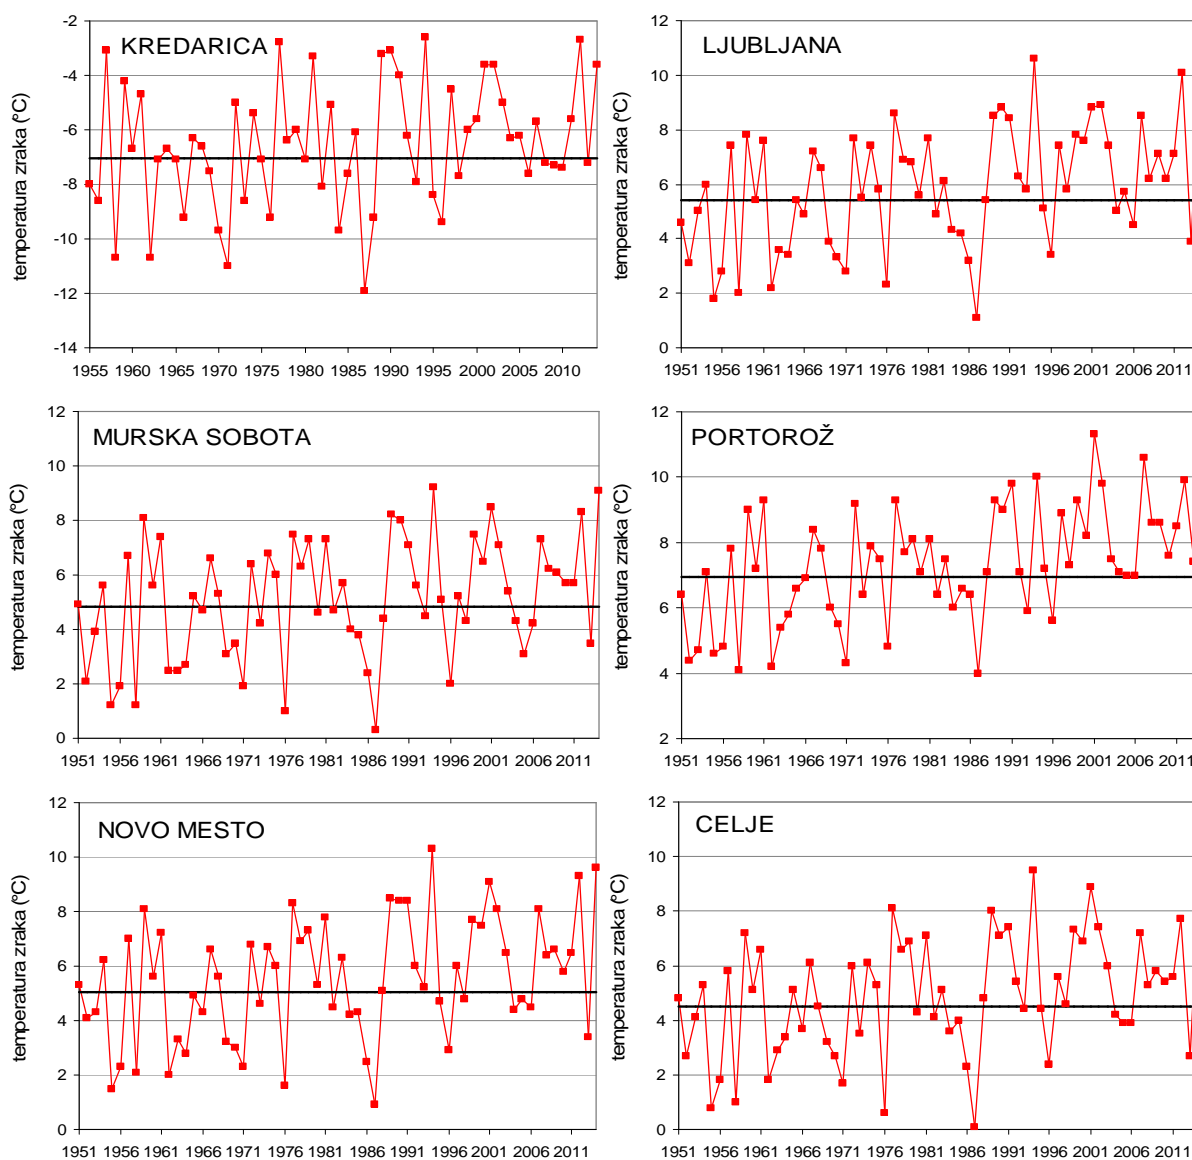 KREDARICA
temperatura zraka (°C)
-2
-4
-6
-8
-10
-12
-14
1955 1960 1965 1970 1975 1980 1985 1990 1995 2000 2005 2010
LJUBLJANA
temperatura zraka (°C)
12
10
8
6
4
2
0
1951 1956 1961 1966 1971 1976 1981 1986 1991 1996 2001 2006 2011
MURSKA SOBOTA
temperatura zraka (°C)
12
10
8
6
4
2
0
1951 1956 1961 1966 1971 1976 1981 1986 1991 1996 2001 2006 2011
PORTOROŽ
temperatura zraka (°C)
12
10
8
6
4
2
1951 1956 1961 1966 1971 1976 1981 1986 1991 1996 2001 2006 2011
NOVO MESTO
temperatura zraka (°C)
12
10
8
6
4
2
0
1951 1956 1961 1966 1971 1976 1981 1986 1991 1996 2001 2006 2011
CELJE
temperatura zraka (°C)
12
10
8
6
4
2
0
1951 1956 1961 1966 1971 1976 1981 1986 1991 1996 2001 2006 2011